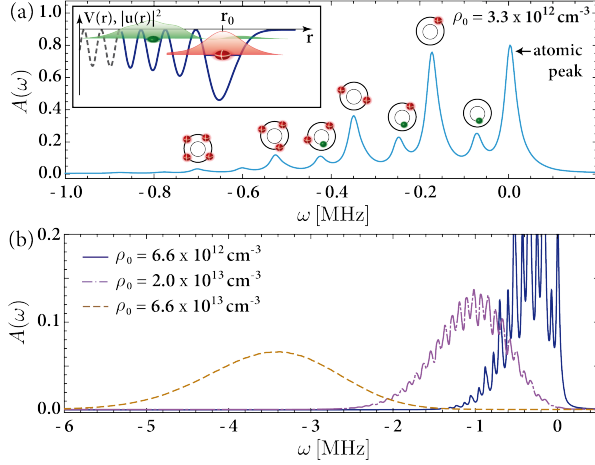 V(r), |u(r)|²
r₀
r
ρ₀ = 3.3 x 10¹² cm⁻³
atomic
peak
(a)
A(ω)
0.8
0.6
0.4
0.2
0.0
-1.0 -0.8 -0.6 -0.4 -0.2 0.0
ω [MHz]
(b)
A(ω)
0.2
0.1
0.0
ρ₀ = 6.6 x 10¹² cm⁻³
ρ₀ = 2.0 x 10¹³ cm⁻³
ρ₀ = 6.6 x 10¹³ cm⁻³
-6 -5 -4 -3 -2 -1 0
ω [MHz]